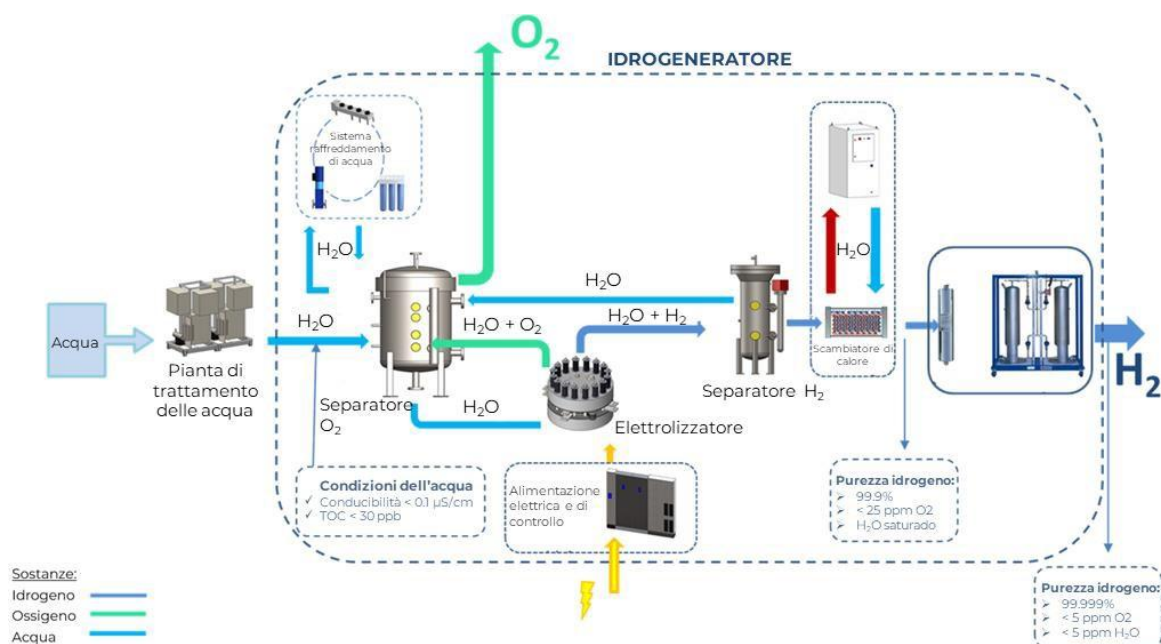 O₂
IDROGENERATORE
Sistema
raffreddamento
di acqua
H₂O
H₂O
H₂O
H₂O
H₂O + O₂
H₂O + H₂
Acqua
Pianta di
trattamento
delle acqua
Separatore
O₂
H₂O
Elettrolizzatore
Separatore H₂
Scambiatore di
calore
H₂
Condizioni dell'acqua
✓ Conducibilità < 0.1 µS/cm
✓ TOC < 30 ppb
Alimentazione
elettrica e di
controllo
Purezza idrogeno:
➢ 99.9%
➢ < 25 ppm O2
➢ H₂O saturado
Purezza idrogeno:
➢ 99.999%
➢ < 5 ppm O2
➢ < 5 ppm H₂O
Sostanze:
Idrogeno
Ossigeno
Acqua